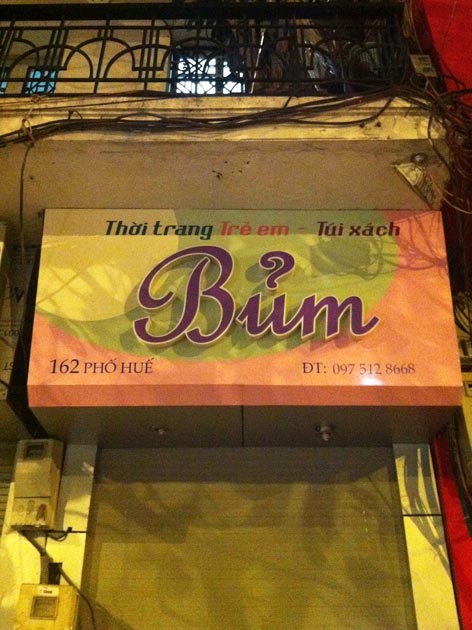 Thời trang Trẻ em - Túi xách
Bủm
162 PHỐ HUẾ
ĐT: 097 512 8668